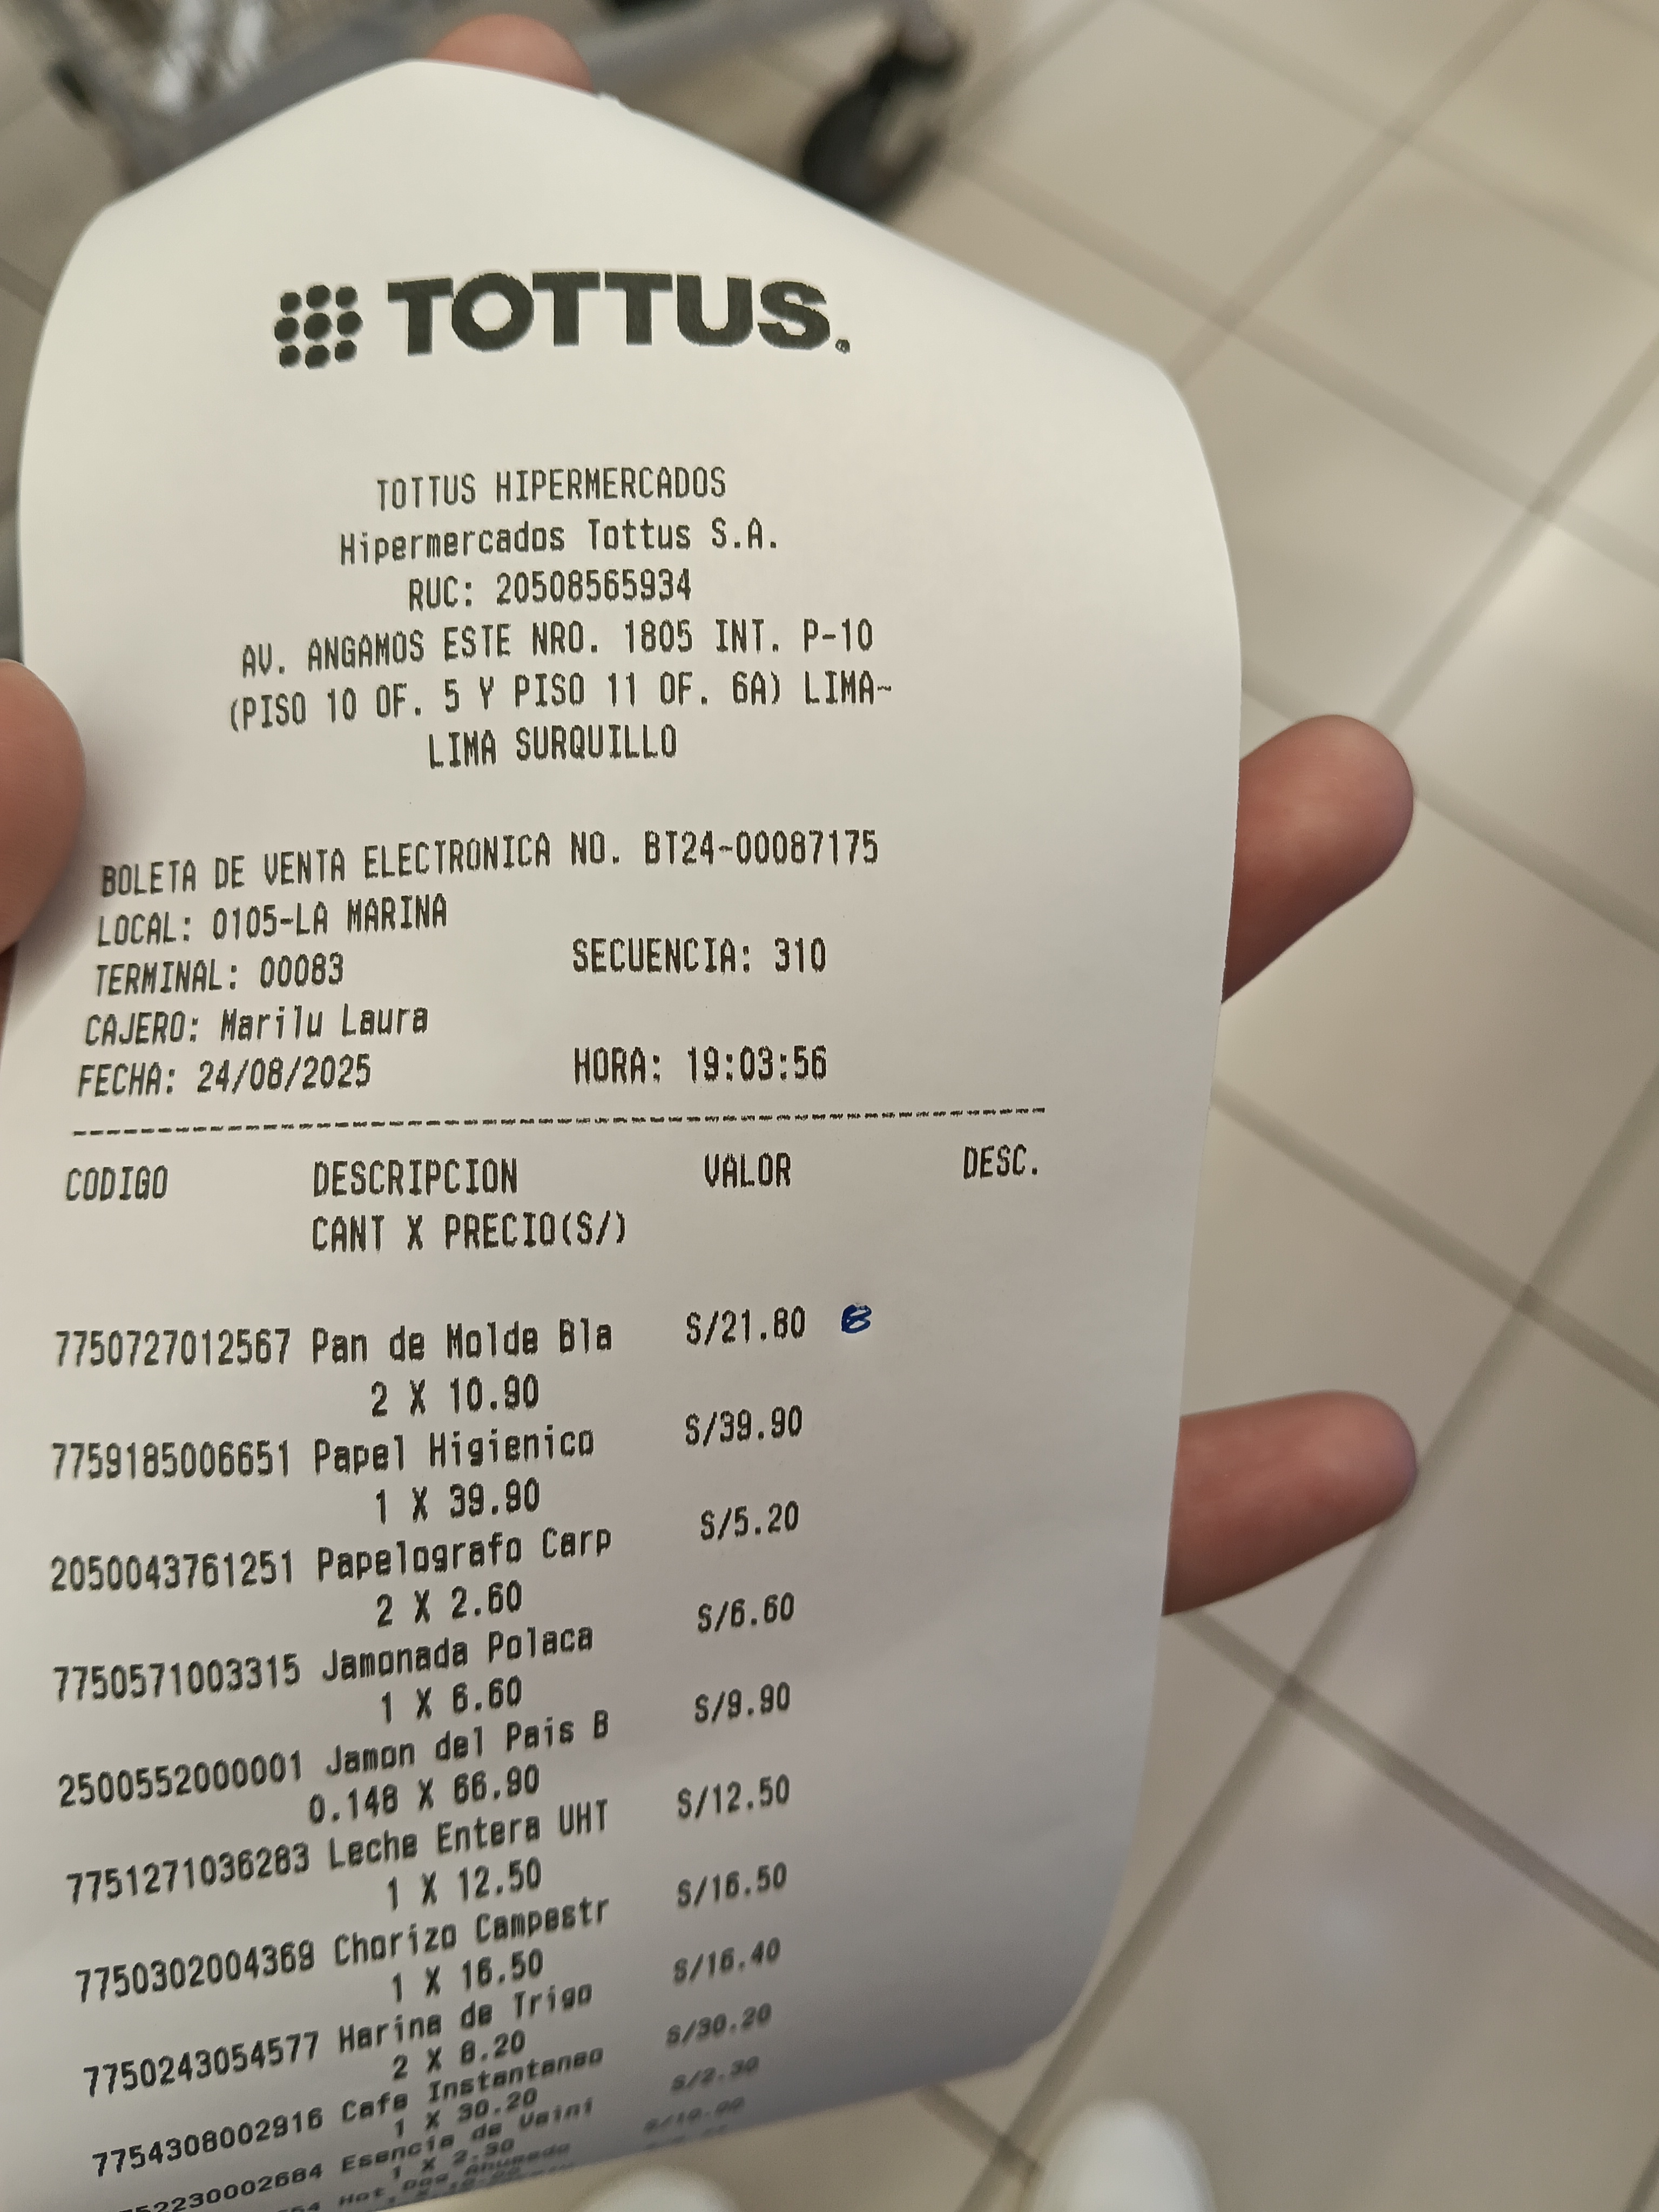 TOTTUS.
TOTTUS HIPERMERCADOS
Hipermercados Tottus S.A.
RUC: 20508565934
AV. ANGAMOS ESTE NRO. 1805 INT. P-10
(PISO 10 OF. 5 Y PISO 11 OF. 6A) LIMA~
LIMA SURQUILLO
BOLETA DE VENTA ELECTRONICA NO. BT24-00087175
LOCAL: 0105-LA MARINA
TERMINAL: 00083 SECUENCIA: 310
CAJERO: Marilu Laura
FECHA: 24/08/2025 HORA: 19:03:56
CODIGO DESCRIPCION VALOR DESC.
CANT X PRECIO(S/)
7750727012567 Pan de Molde Bla S/21.80
2 X 10.90
7759185006651 Papel Higienico S/39.90
1 X 39.90
2050043761251 Papelografo Carp S/5.20
2 X 2.60
7750571003315 Jamonada Polaca S/6.60
1 X 6.60
2500552000001 Jamon del Pais B S/9.90
0.148 X 66.90
7751271036283 Leche Entera UHT S/12.50
1 X 12.50
7750302004369 Chorizo Campestr S/16.50
1 X 16.50
7750243054577 Harina de Trigo S/16.40
2 X 8.20
7754308002916 Cafe Instantaneo S/30.20
1 X 30.20
Esencia de Vaini S/2.90
1 X 2.90
Hot Dog Ahumado